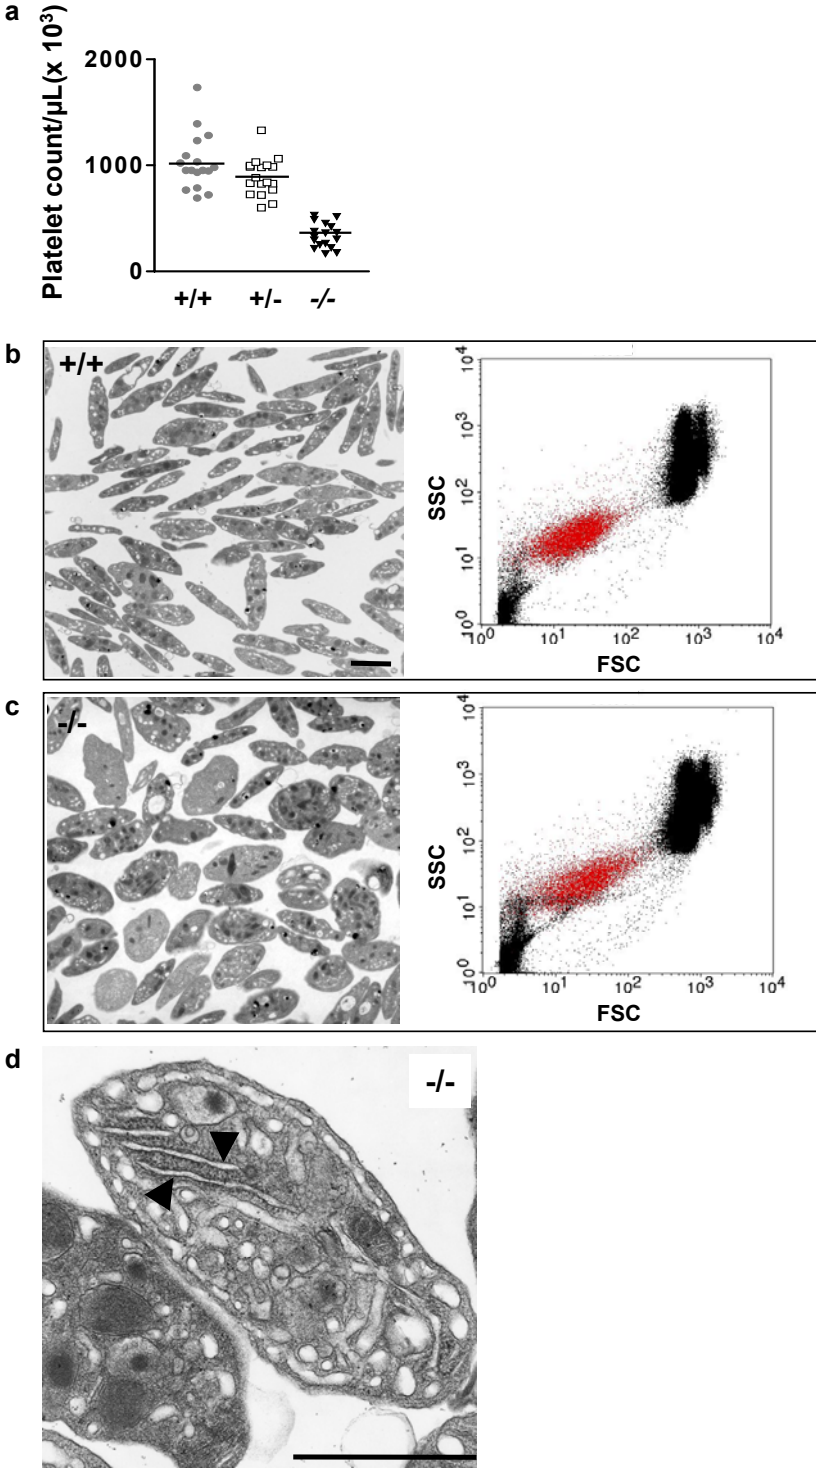 a
Platelet count/µL(x 10³)
2000
1000
0
+/+ +/- -/-
b
+/+
SSC
10⁴
10³
10²
10¹
10⁰
10⁰ 10¹ 10² 10³ 10⁴
FSC
c
-/-
SSC
10⁴
10³
10²
10¹
10⁰
10⁰ 10¹ 10² 10³ 10⁴
FSC
d
-/-